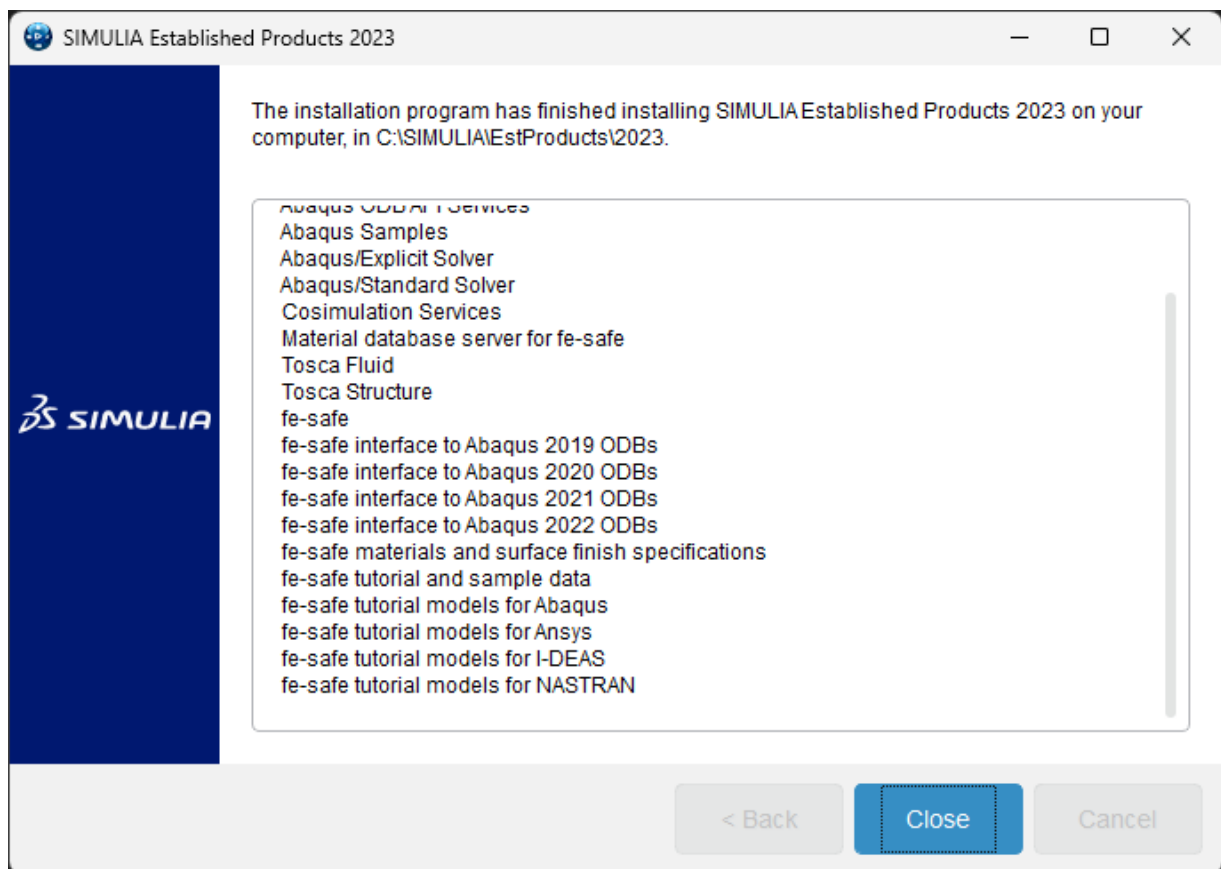 SIMULIA Established Products 2023
The installation program has finished installing SIMULIA Established Products 2023 on your
computer, in C:\SIMULIA\EstProducts\2023.
Abaqus ODB API Services
Abaqus Samples
Abaqus/Explicit Solver
Abaqus/Standard Solver
Cosimulation Services
Material database server for fe-safe
Tosca Fluid
Tosca Structure
fe-safe
fe-safe interface to Abaqus 2019 ODBs
fe-safe interface to Abaqus 2020 ODBs
fe-safe interface to Abaqus 2021 ODBs
fe-safe interface to Abaqus 2022 ODBs
fe-safe materials and surface finish specifications
fe-safe tutorial and sample data
fe-safe tutorial models for Abaqus
fe-safe tutorial models for Ansys
fe-safe tutorial models for I-DEAS
fe-safe tutorial models for NASTRAN
3DS SIMULIA
< Back
Close
Cancel